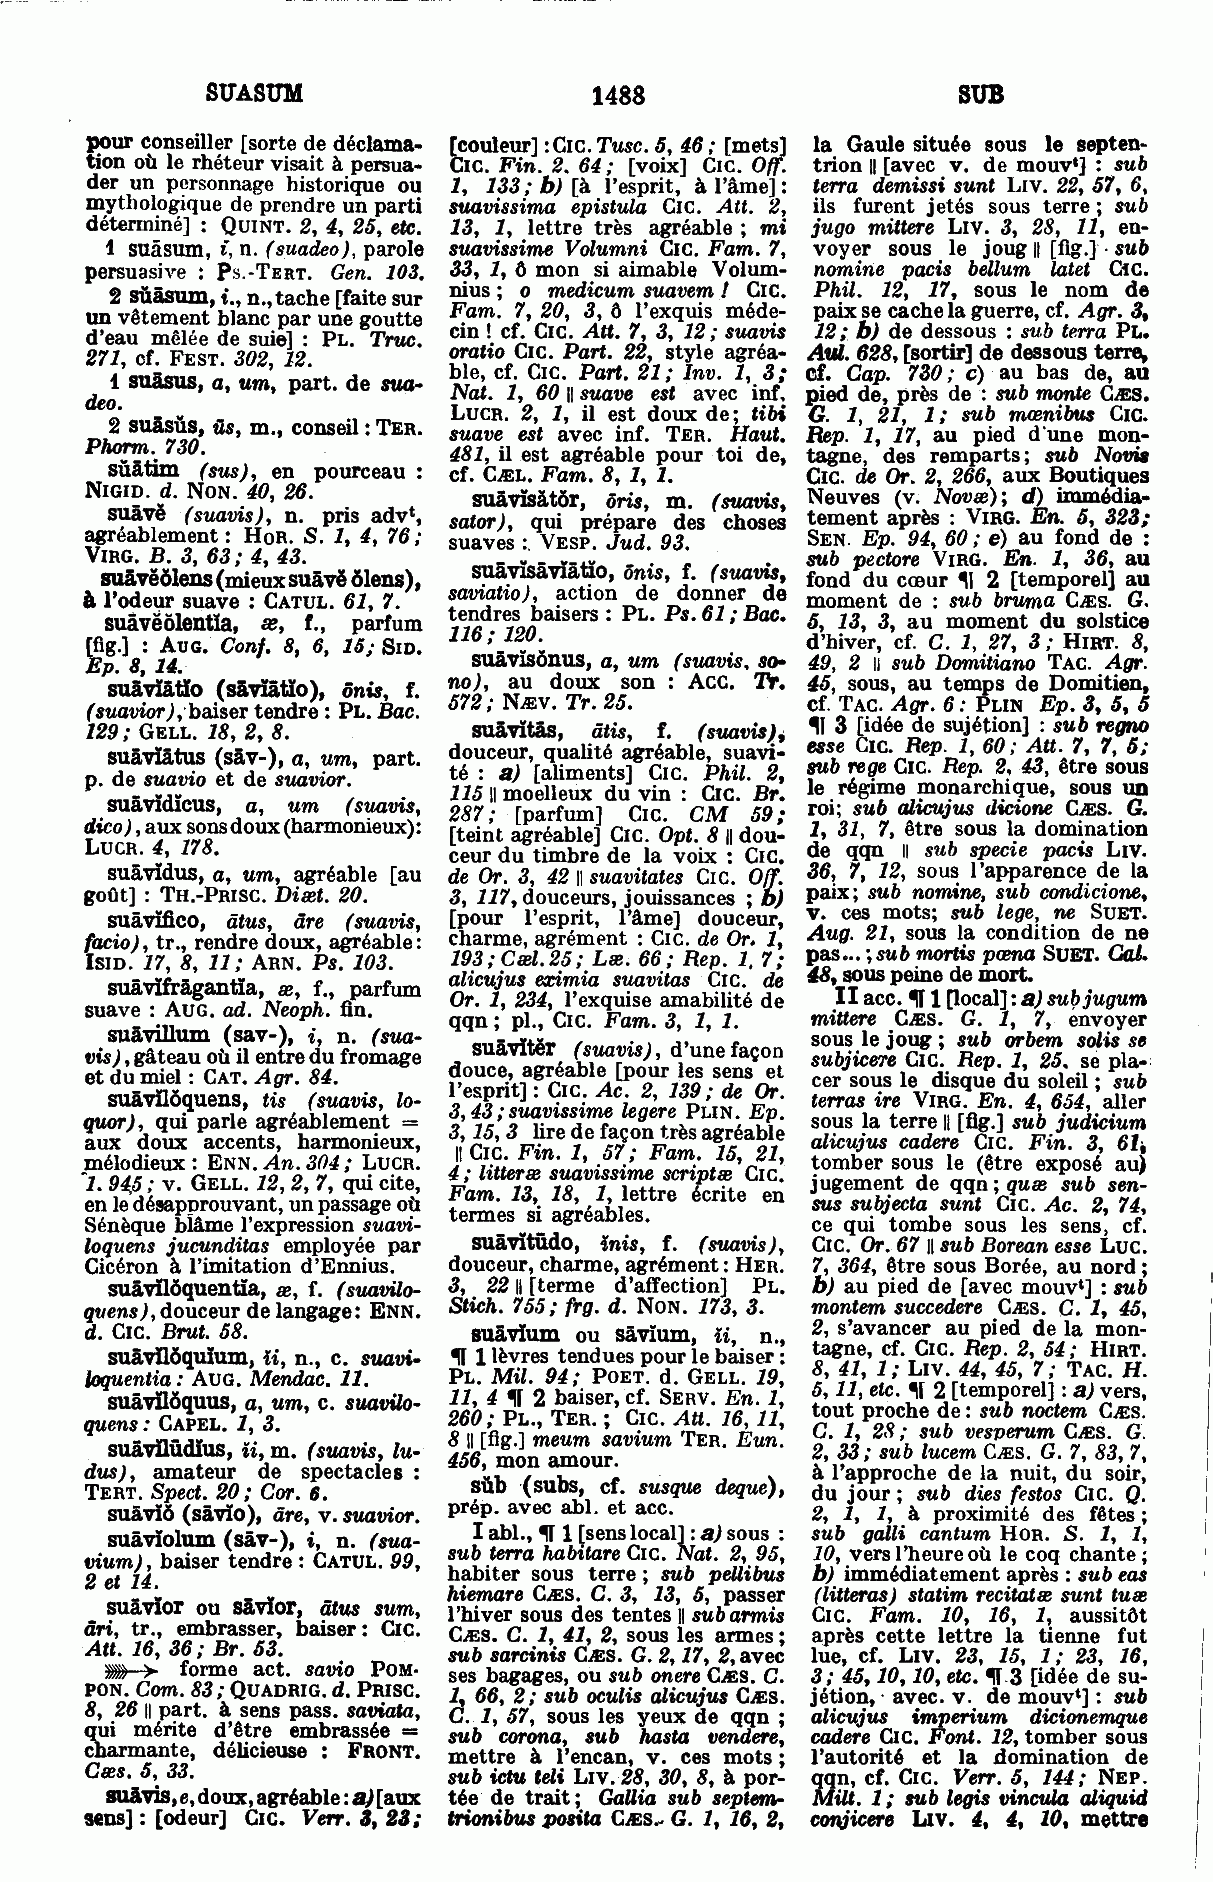 SUASUM
1488
SUB
pour conseiller [sorte de déclama-
tion où le rhéteur visait à persua-
der un personnage historique ou
mythologique de prendre un parti
déterminé] : QUINT. 2, 4, 25, etc.
1 suāsum, ī, n. (suadeo), parole
persuasive : Ps.-TERT. Gen. 103.
2 sŭāsum, i., n., tache [faite sur
un vêtement blanc par une goutte
d'eau mêlée de suie] : PL. Truc.
271, cf. FEST. 302, 12.
1 suāsus, a, um, part. de sua-
deo.
2 suāsŭs, ūs, m., conseil : TER.
Phorm. 730.
sŭātim (sus), en pourceau :
NIGID. d. NON. 40, 26.
suāvĕ (suavis), n. pris advᵗ,
agréablement : HOR. S. 1, 4, 76 ;
VIRG. B. 3, 63 ; 4, 43.
suāvĕŏlens (mieux suāvĕ ŏlens),
à l'odeur suave : CATUL. 61, 7.
suāvĕŏlentĭa, æ, f., parfum
[fig.] : AUG. Conf. 8, 6, 15 ; SID.
Ep. 8, 14.
suāvĭātĭo (sāvĭātĭo), ōnis, f.
(suavior), baiser tendre : PL. Bac.
129 ; GELL. 18, 2, 8.
suāvĭātus (sāv-), a, um, part.
p. de suavio et de suavior.
suāvĭdĭcus, a, um (suavis,
dico), aux sons doux (harmonieux) :
LUCR. 4, 178.
suāvĭdus, a, um, agréable [au
goût] : TH.-PRISC. Diæt. 20.
suāvĭfĭco, ātus, āre (suavis,
facio), tr., rendre doux, agréable :
ISID. 17, 8, 11 ; ARN. Ps. 103.
suāvĭfrāgantĭa, æ, f., parfum
suave : AUG. ad. Neoph. fin.
suāvillum (sav-), i, n. (sua-
vis), gâteau où il entre du fromage
et du miel : CAT. Agr. 84.
suāvĭlŏquens, tis (suavis, lo-
quor), qui parle agréablement =
aux doux accents, harmonieux,
mélodieux : ENN. An. 304 ; LUCR.
1. 945 ; v. GELL. 12, 2, 7, qui cite,
en le désapprouvant, un passage où
Sénèque blâme l'expression suavi-
loquens jucunditas employée par
Cicéron à l'imitation d'Ennius.
suāvĭlŏquentĭa, æ, f. (suavilo-
quens), douceur de langage : ENN.
d. CIC. Brut. 58.
suāvĭlŏquĭum, ĭi, n., c. suavi-
loquentia : AUG. Mendac. 11.
suāvĭlŏquus, a, um, c. suavilo-
quens : CAPEL. 1, 3.
suāvĭlūdĭus, ĭi, m. (suavis, lu-
dus), amateur de spectacles :
TERT. Spect. 20 ; Cor. 6.
suāvĭŏ (sāvĭo), āre, v. suavior.
suāvĭolum (sāv-), i, n. (sua-
vium), baiser tendre : CATUL. 99,
2 et 14.
suāvĭor ou sāvĭor, ātus sum,
āri, tr., embrasser, baiser : CIC.
Att. 16, 36 ; Br. 53.
forme act. savio POM-
PON. Com. 83 ; QUADRIG. d. PRISC.
8, 26 ‖ part. à sens pass. saviata,
qui mérite d'être embrassée =
charmante, délicieuse : FRONT.
Cæs. 5, 33.
suāvis, e, doux, agréable : a) [aux
sens] : [odeur] CIC. Verr. 3, 23 ;
[couleur] : CIC. Tusc. 5, 46 ; [mets]
CIC. Fin. 2. 64 ; [voix] CIC. Off.
1, 133 ; b) [à l'esprit, à l'âme] :
suavissima epistula CIC. Att. 2,
13, 1, lettre très agréable ; mi
suavissime Volumni CIC. Fam. 7,
33, 1, ô mon si aimable Volum-
nius ; o medicum suavem ! CIC.
Fam. 7, 20, 3, ô l'exquis méde-
cin ! cf. CIC. Att. 7, 3, 12 ; suavis
oratio CIC. Part. 22, style agréa-
ble, cf. CIC. Part. 21 ; Inv. 1, 3 ;
Nat. 1, 60 ‖ suave est avec inf.
LUCR. 2, 1, il est doux de ; tibi
suave est avec inf. TER. Haut.
481, il est agréable pour toi de,
cf. CÆL. Fam. 8, 1, 1.
suāvĭsātŏr, ōris, m. (suavis,
sator), qui prépare des choses
suaves : VESP. Jud. 93.
suāvĭsāvĭātĭo, ōnis, f. (suavis,
saviatio), action de donner de
tendres baisers : PL. Ps. 61 ; Bac.
116 ; 120.
suāvĭsŏnus, a, um (suavis, so-
no), au doux son : ACC. Tr.
572 ; NÆV. Tr. 25.
suāvĭtās, ātis, f. (suavis),
douceur, qualité agréable, suavi-
té : a) [aliments] CIC. Phil. 2,
115 ‖ moelleux du vin : CIC. Br.
287 ; [parfum] CIC. CM 59 ;
[teint agréable] CIC. Opt. 8 ‖ dou-
ceur du timbre de la voix : CIC.
de Or. 3, 42 ‖ suavitates CIC. Off.
3, 117, douceurs, jouissances ; b)
[pour l'esprit, l'âme] douceur,
charme, agrément : CIC. de Or. 1,
193 ; Cæl. 25 ; Læ. 66 ; Rep. 1, 7 ;
alicujus eximia suavitas CIC. de
Or. 1, 234, l'exquise amabilité de
qqn ; pl., CIC. Fam. 3, 1, 1.
suāvĭtĕr (suavis), d'une façon
douce, agréable [pour les sens et
l'esprit] : CIC. Ac. 2, 139 ; de Or.
3, 43 ; suavissime legere PLIN. Ep.
3, 15, 3 lire de façon très agréable
‖ CIC. Fin. 1, 57 ; Fam. 15, 21,
4 ; litteræ suavissime scriptæ CIC.
Fam. 13, 18, 1, lettre écrite en
termes si agréables.
suāvĭtūdo, ĭnis, f. (suavis),
douceur, charme, agrément : HER.
3, 22 ‖ [terme d'affection] PL.
Stich. 755 ; frg. d. NON. 173, 3.
suāvĭum ou sāvĭum, ĭi, n.,
¶ 1 lèvres tendues pour le baiser :
PL. Mil. 94 ; POET. d. GELL. 19,
11, 4 ¶ 2 baiser, cf. SERV. En. 1,
260 ; PL., TER. ; CIC. Att. 16, 11,
8 ‖ [fig.] meum savium TER. Eun.
456, mon amour.
sŭb (subs, cf. susque deque),
prép. avec abl. et acc.
I abl., ¶ 1 [sens local] : a) sous :
sub terra habitare CIC. Nat. 2, 95,
habiter sous terre ; sub pellibus
hiemare CÆS. C. 3, 13, 5, passer
l'hiver sous des tentes ‖ sub armis
CÆS. C. 1, 41, 2, sous les armes ;
sub sarcinis CÆS. G. 2, 17, 2, avec
ses bagages, ou sub onere CÆS. C.
1, 66, 2 ; sub oculis alicujus CÆS.
C. 1, 57, sous les yeux de qqn ;
sub corona, sub hasta vendere,
mettre à l'encan, v. ces mots ;
sub ictu teli LIV. 28, 30, 8, à por-
tée de trait ; Gallia sub septem-
trionibus posita CÆS. G. 1, 16, 2,
la Gaule située sous le septen-
trion ‖ [avec v. de mouvᵗ] : sub
terra demissi sunt LIV. 22, 57, 6,
ils furent jetés sous terre ; sub
jugo mittere LIV. 3, 28, 11, en-
voyer sous le joug ‖ [fig.] · sub
nomine pacis bellum latet CIC.
Phil. 12, 17, sous le nom de
paix se cache la guerre, cf. Agr. 3,
12 ; b) de dessous : sub terra PL.
Aul. 628, [sortir] de dessous terre,
cf. Cap. 730 ; c) au bas de, au
pied de, près de : sub monte CÆS.
G. 1, 21, 1 ; sub mœnibus CIC.
Rep. 1, 17, au pied d'une mon-
tagne, des remparts ; sub Novis
CIC. de Or. 2, 266, aux Boutiques
Neuves (v. Novæ) ; d) immédia-
tement après : VIRG. En. 5, 323 ;
SEN. Ep. 94, 60 ; e) au fond de :
sub pectore VIRG. En. 1, 36, au
fond du cœur ¶ 2 [temporel] au
moment de : sub bruma CÆS. G.
5, 13, 3, au moment du solstice
d'hiver, cf. C. 1, 27, 3 ; HIRT. 8,
49, 2 ‖ sub Domitiano TAC. Agr.
45, sous, au temps de Domitien,
cf. TAC. Agr. 6 : PLIN Ep. 3, 5, 5
¶ 3 [idée de sujétion] : sub regno
esse CIC. Rep. 1, 60 ; Att. 7, 7, 5 ;
sub rege CIC. Rep. 2, 43, être sous
le régime monarchique, sous un
roi ; sub alicujus dicione CÆS. G.
1, 31, 7, être sous la domination
de qqn ‖ sub specie pacis LIV.
36, 7, 12, sous l'apparence de la
paix ; sub nomine, sub condicione,
v. ces mots ; sub lege, ne SUET.
Aug. 21, sous la condition de ne
pas... ; sub mortis pœna SUET. Cal.
48, sous peine de mort.
II acc. ¶ 1 [local] : a) sub jugum
mittere CÆS. G. 1, 7, envoyer
sous le joug ; sub orbem solis se
subjicere CIC. Rep. 1, 25. se pla-
cer sous le disque du soleil ; sub
terras ire VIRG. En. 4, 654, aller
sous la terre ‖ [fig.] sub judicium
alicujus cadere CIC. Fin. 3, 61,
tomber sous le (être exposé au)
jugement de qqn ; quæ sub sen-
sus subjecta sunt CIC. Ac. 2, 74,
ce qui tombe sous les sens, cf.
CIC. Or. 67 ‖ sub Borean esse LUC.
7, 364, être sous Borée, au nord ;
b) au pied de [avec mouvᵗ] : sub
montem succedere CÆS. C. 1, 45,
2, s'avancer au pied de la mon-
tagne, cf. CIC. Rep. 2, 54 ; HIRT.
8, 41, 1 ; LIV. 44, 45, 7 ; TAC. H.
5, 11, etc. ¶ 2 [temporel] : a) vers,
tout proche de : sub noctem CÆS.
C. 1, 28 ; sub vesperum CÆS. G.
2, 33 ; sub lucem CÆS. G. 7, 83, 7,
à l'approche de la nuit, du soir,
du jour ; sub dies festos CIC. Q.
2, 1, 1, à proximité des fêtes ;
sub galli cantum HOR. S. 1, 1,
10, vers l'heure où le coq chante ;
b) immédiatement après : sub eas
(litteras) statim recitatæ sunt tuæ
CIC. Fam. 10, 16, 1, aussitôt
après cette lettre la tienne fut
lue, cf. LIV. 23, 15, 1 ; 23, 16,
3 ; 45, 10, 10, etc. ¶ 3 [idée de su-
jétion, avec. v. de mouvᵗ] : sub
alicujus imperium dicionemque
cadere CIC. Font. 12, tomber sous
l'autorité et la domination de
qqn, cf. CIC. Verr. 5, 144 ; NEP.
Milt. 1 ; sub legis vincula aliquid
conjicere LIV. 4, 4, 10, mettre